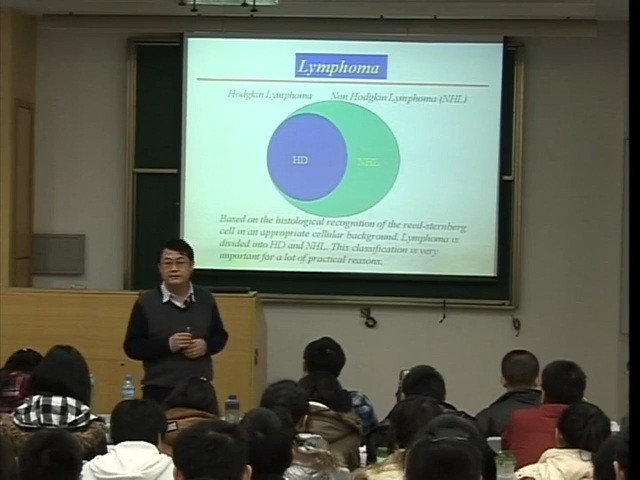 Lymphoma
Hodgkin Lymphoma Non Hodgkin Lymphoma (NHL)
HD NHL
Based on the histological recognition of the reed-sternberg
cell in an appropriate cellular background. Lymphoma is
divided into HD and NHL. This classification is very
important for a lot of practical reasons.